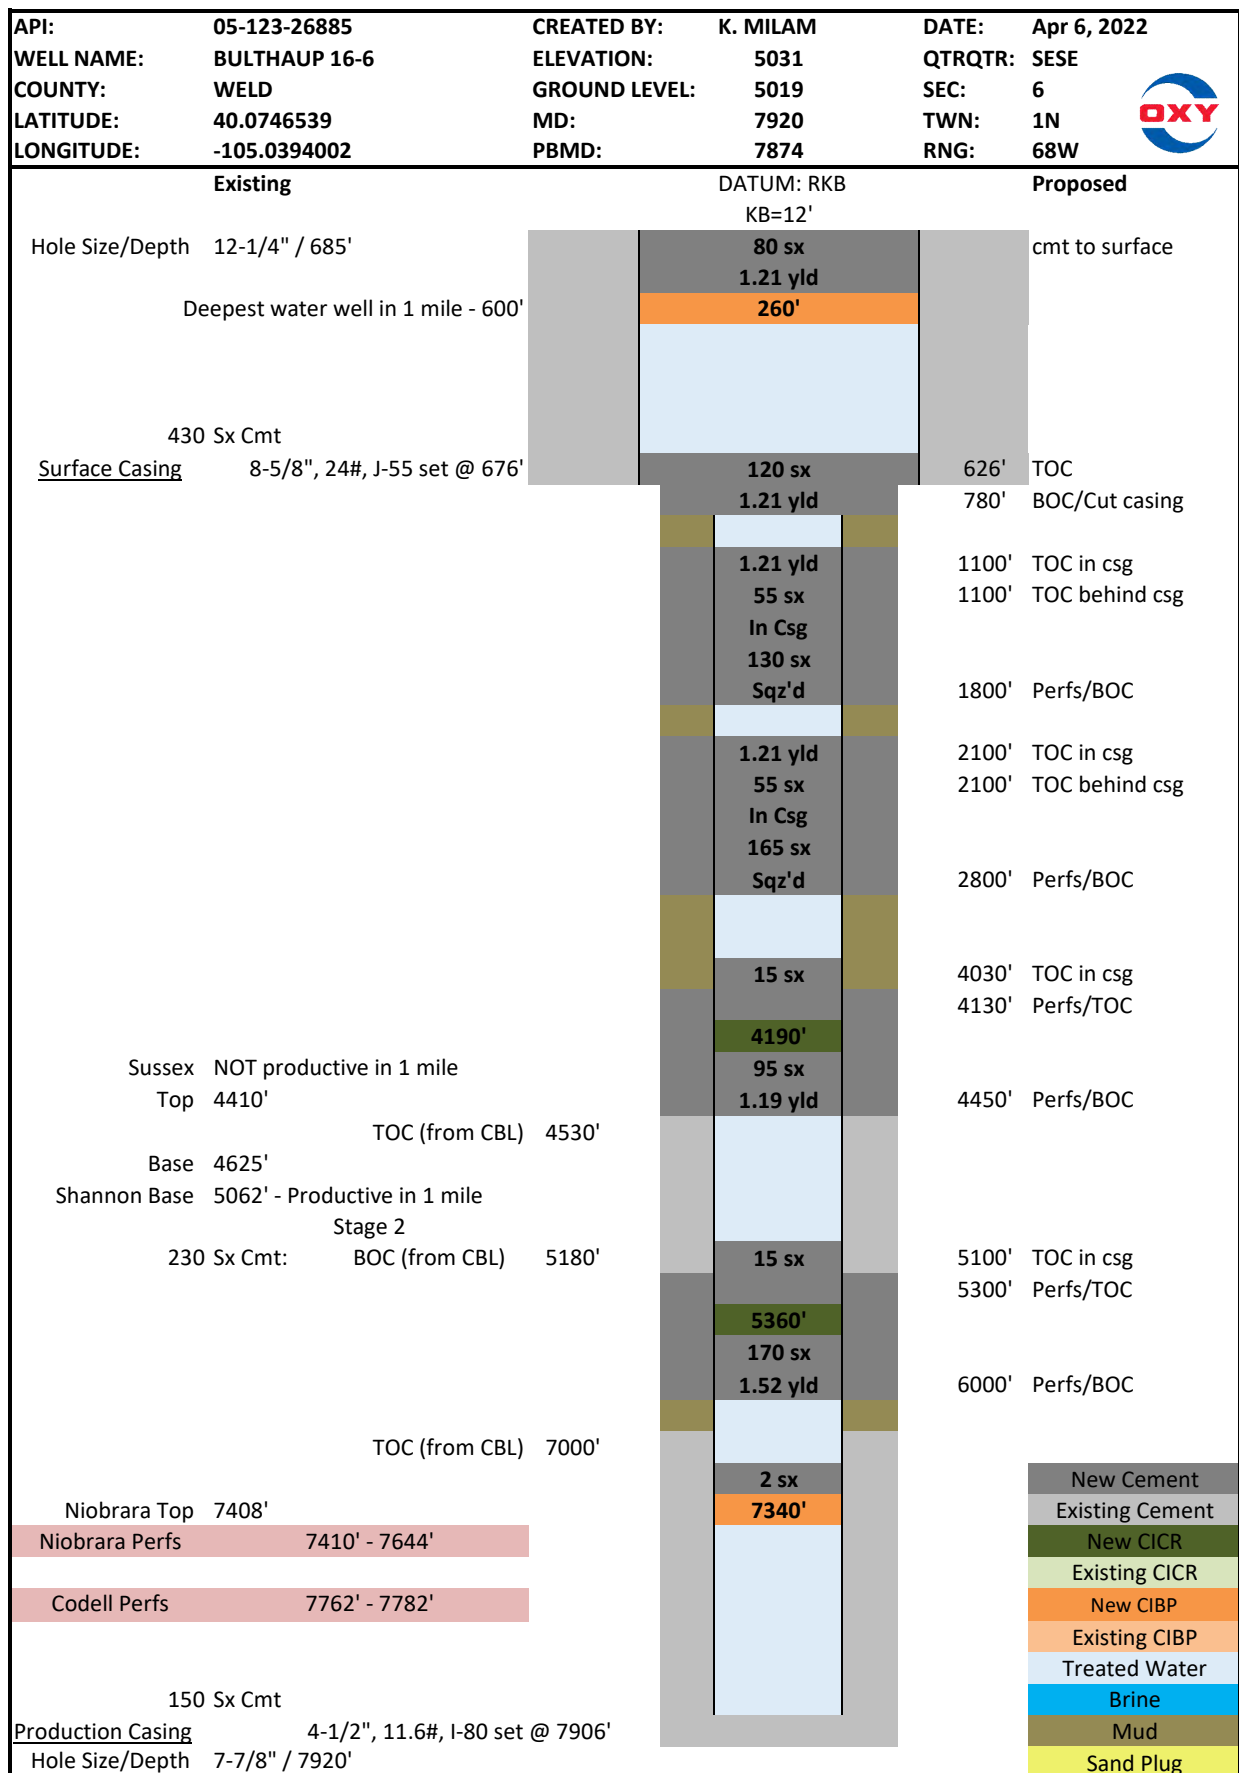 API: 05-123-26885 CREATED BY: K. MILAM DATE: Apr 6, 2022
WELL NAME: BULTHAUP 16-6 ELEVATION: 5031 QTRQTR: SESE
COUNTY: WELD GROUND LEVEL: 5019 SEC: 6
LATITUDE: 40.0746539 MD: 7920 TWN: 1N
LONGITUDE: -105.0394002 PBMD: 7874 RNG: 68W
OXY
Existing DATUM: RKB Proposed
KB=12'
Hole Size/Depth 12-1/4" / 685' 80 sx cmt to surface
1.21 yld
Deepest water well in 1 mile - 600' 260'
430 Sx Cmt
Surface Casing 8-5/8", 24#, J-55 set @ 676' 120 sx 626' TOC
1.21 yld 780' BOC/Cut casing
1.21 yld 1100' TOC in csg
55 sx 1100' TOC behind csg
In Csg
130 sx
Sqz'd 1800' Perfs/BOC
1.21 yld 2100' TOC in csg
55 sx 2100' TOC behind csg
In Csg
165 sx
Sqz'd 2800' Perfs/BOC
15 sx 4030' TOC in csg
4130' Perfs/TOC
4190'
Sussex NOT productive in 1 mile 95 sx
Top 4410' 1.19 yld 4450' Perfs/BOC
TOC (from CBL) 4530'
Base 4625'
Shannon Base 5062' - Productive in 1 mile
Stage 2
230 Sx Cmt: BOC (from CBL) 5180' 15 sx 5100' TOC in csg
5300' Perfs/TOC
5360'
170 sx
1.52 yld 6000' Perfs/BOC
TOC (from CBL) 7000'
2 sx New Cement
Niobrara Top 7408' 7340' Existing Cement
Niobrara Perfs 7410' - 7644' New CICR
Existing CICR
Codell Perfs 7762' - 7782' New CIBP
Existing CIBP
Treated Water
150 Sx Cmt Brine
Production Casing 4-1/2", 11.6#, I-80 set @ 7906' Mud
Hole Size/Depth 7-7/8" / 7920' Sand Plug